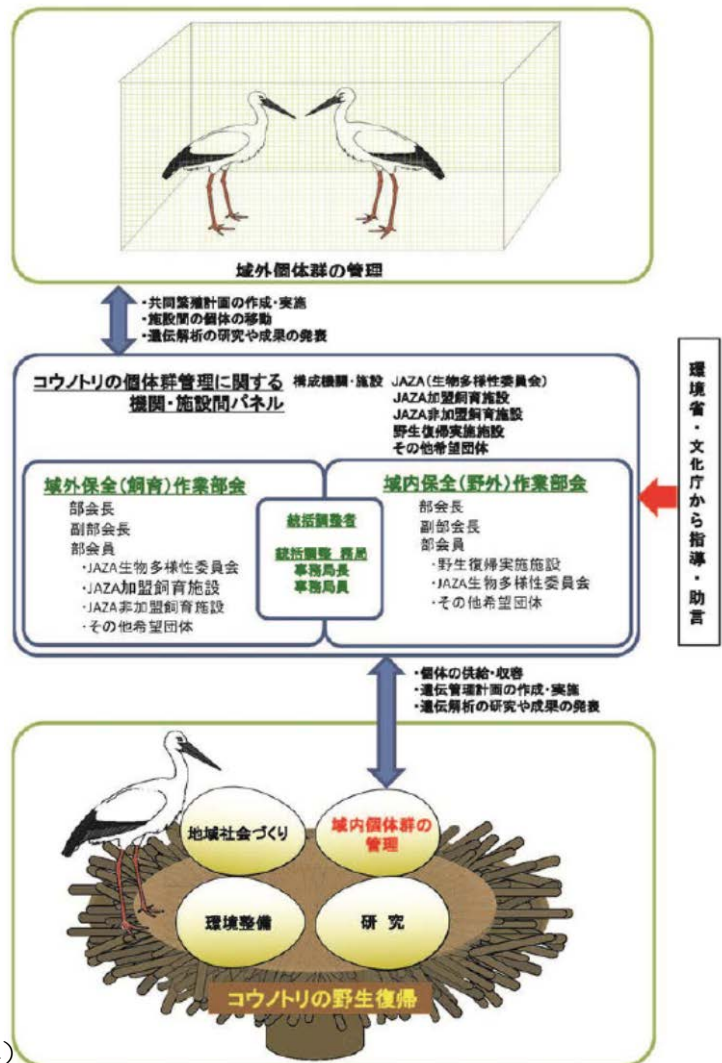 域外個体群の管理
・共同繁殖計画の作成・実施
・施設間の個体の移動
・遺伝解析の研究や成果の発表
コウノトリの個体群管理に関する
機関・施設間パネル
構成機関・施設
JAZA(生物多様性委員会)
JAZA加盟飼育施設
JAZA非加盟飼育施設
野生復帰実施施設
その他希望団体
域外保全(飼育)作業部会
部会長
副部会長
部会員
・JAZA生物多様性委員会
・JAZA加盟飼育施設
・JAZA非加盟飼育施設
・その他希望団体
統括調整者
統括調整 務局
事務局長
事務局員
域内保全(野外)作業部会
部会長
副部会長
部会員
・野生復帰実施施設
・JAZA生物多様性委員会
・その他希望団体
環境省・文化庁から指導・助言
・個体の供給・収容
・遺伝管理計画の作成・実施
・遺伝解析の研究や成果の発表
地域社会づくり
域内個体群の
管理
環境整備
研究
コウノトリの野生復帰
)